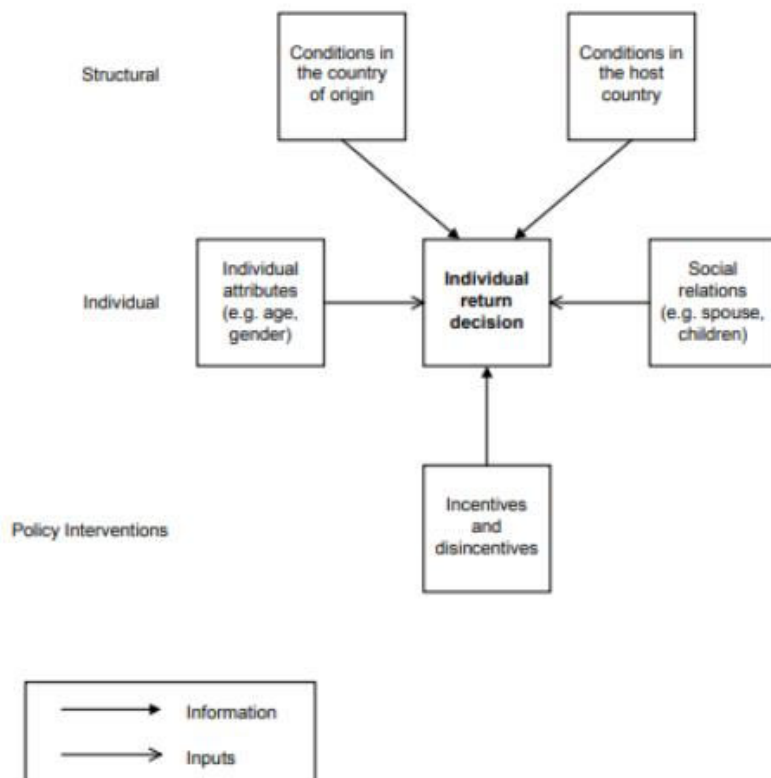 Structural
Conditions in
the country
of origin
Conditions in
the host
country
Individual
Individual
attributes
(e.g. age,
gender)
Individual
return
decision
Social
relations
(e.g. spouse,
children)
Policy Interventions
Incentives
and
disincentives
Information
Inputs